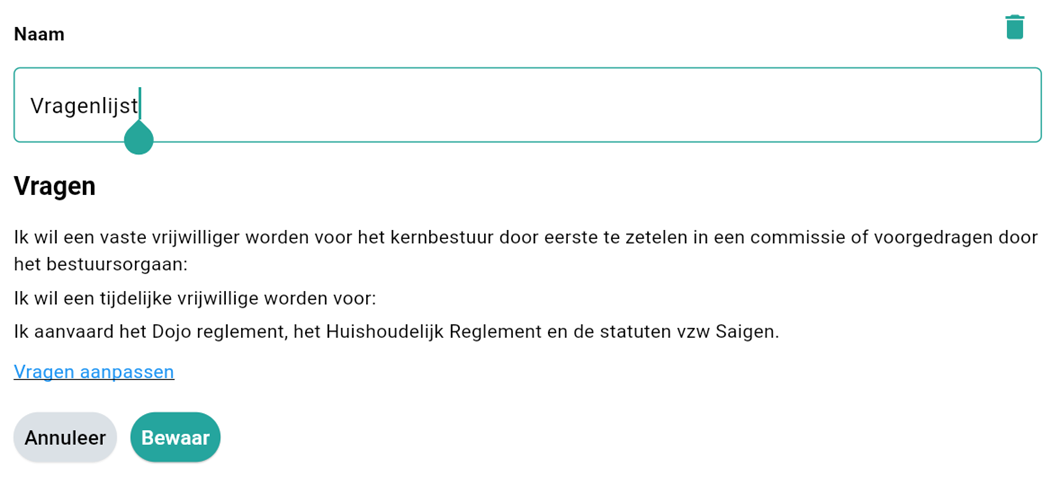 Naam
Vragenlijst
Vragen
Ik wil een vaste vrijwilliger worden voor het kernbestuur door eerste te zetelen in een commissie of voorgedragen door
het bestuursorgaan:
Ik wil een tijdelijke vrijwillige worden voor:
Ik aanvaard het Dojo reglement, het Huishoudelijk Reglement en de statuten vzw Saigen.
Vragen aanpassen
Annuleer Bewaar